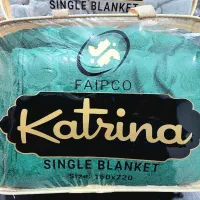 SINGLE BLANKET
FAIPCO
Katrina
SINGLE BLANKET
Size: 160x220